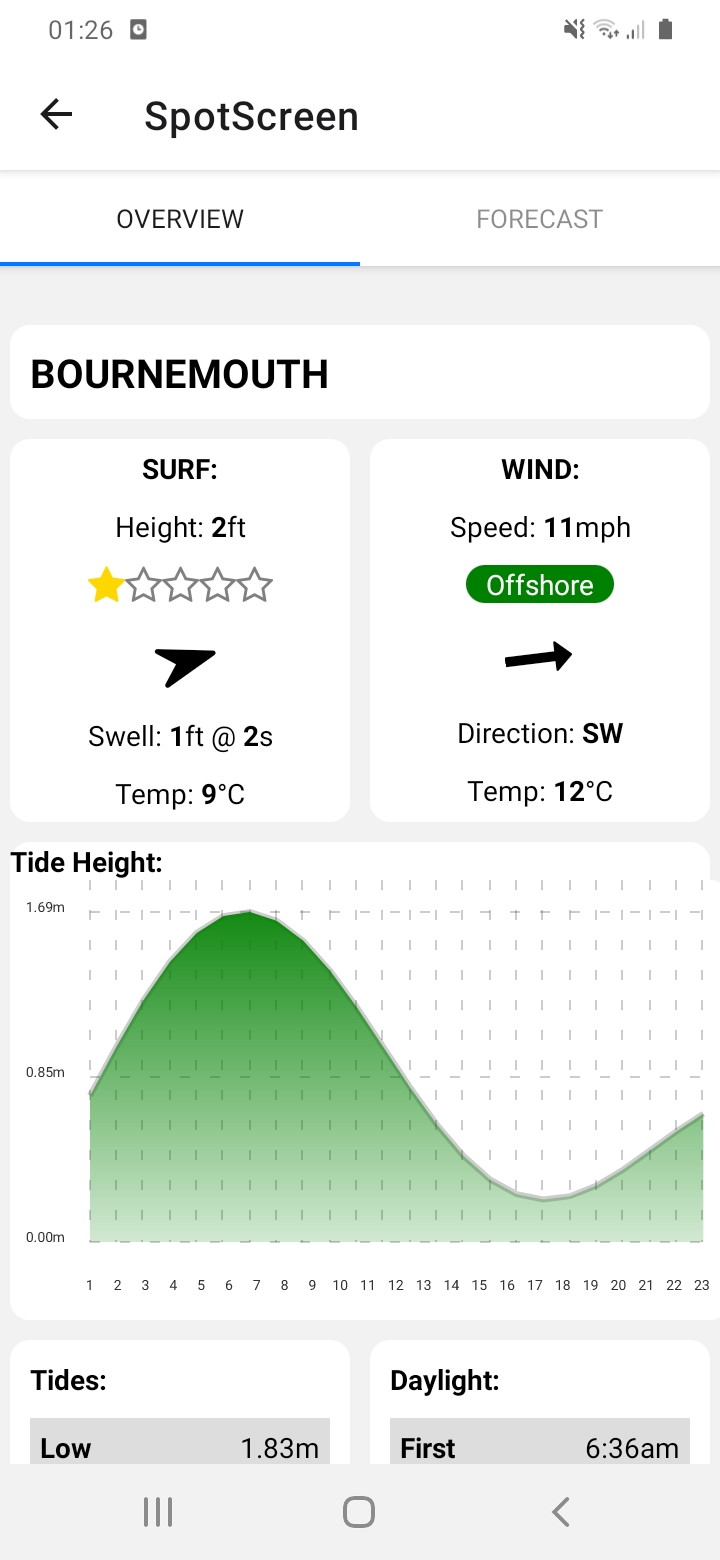 01:26
SpotScreen
OVERVIEW FORECAST
BOURNEMOUTH
SURF:
Height: 2ft
Swell: 1ft @ 2s
Temp: 9°C
WIND:
Speed: 11mph
Offshore
Direction: SW
Temp: 12°C
Tide Height:
1.69m
0.85m
0.00m
1 2 3 4 5 6 7 8 9 10 11 12 13 14 15 16 17 18 19 20 21 22 23
Tides:
Low 1.83m
Daylight:
First 6:36am